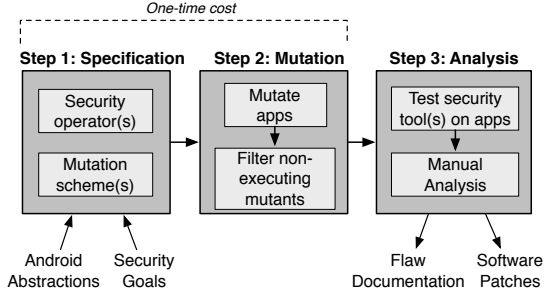 One-time cost
Step 1: Specification
Step 2: Mutation
Step 3: Analysis
Security
operator(s)
Mutation
scheme(s)
Mutate
apps
Filter non-
executing
mutants
Test security
tool(s) on apps
Manual
Analysis
Android
Abstractions
Security
Goals
Flaw
Documentation
Software
Patches